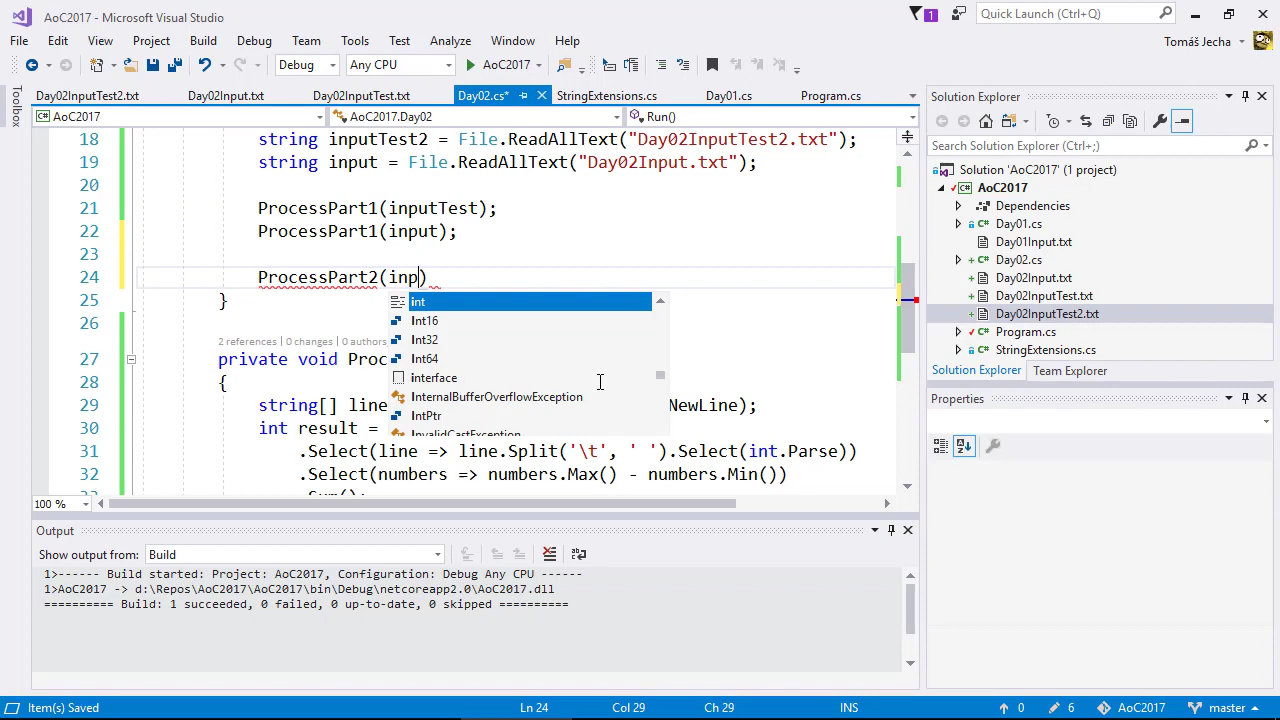 AoC2017 - Microsoft Visual Studio
1
Quick Launch (Ctrl+Q)
File Edit View Project Build Debug Team Tools Test Analyze Window Help
Tomáš Jecha
Debug Any CPU AoC2017
Toolbox
Day02InputTest2.txt Day02Input.txt Day02InputTest.txt Day02.cs* StringExtensions.cs Day01.cs Program.cs
AoC2017 AoC2017.Day02 Run()
18 string inputTest2 = File.ReadAllText("Day02InputTest2.txt");
19 string input = File.ReadAllText("Day02Input.txt");
20
21 ProcessPart1(inputTest);
22 ProcessPart1(input);
23
24 ProcessPart2(inp)
25 }
26
int
Int16
Int32
Int64
interface
InternalBufferOverflowException
IntPtr
InvalidCastException
2 references | 0 changes | 0 authors,
27 private void Proc
28 {
29 string[] line NewLine);
30 int result =
31 .Select(line => line.Split('\t', ' ').Select(int.Parse))
32 .Select(numbers => numbers.Max() - numbers.Min())
33 .Sum();
100 %
Output
Show output from: Build
1>------ Build started: Project: AoC2017, Configuration: Debug Any CPU ------
1>AoC2017 -> d:\Repos\AoC2017\AoC2017\bin\Debug\netcoreapp2.0\AoC2017.dll
========== Build: 1 succeeded, 0 failed, 0 up-to-date, 0 skipped ==========
Solution Explorer
Search Solution Explorer (Ctrl+;)
Solution 'AoC2017' (1 project)
AoC2017
Dependencies
Day01.cs
Day01Input.txt
Day02.cs
Day02Input.txt
Day02InputTest.txt
Day02InputTest2.txt
Program.cs
StringExtensions.cs
Solution Explorer Team Explorer
Properties
Item(s) Saved Ln 24 Col 29 Ch 29 INS 0 6 AoC2017 master